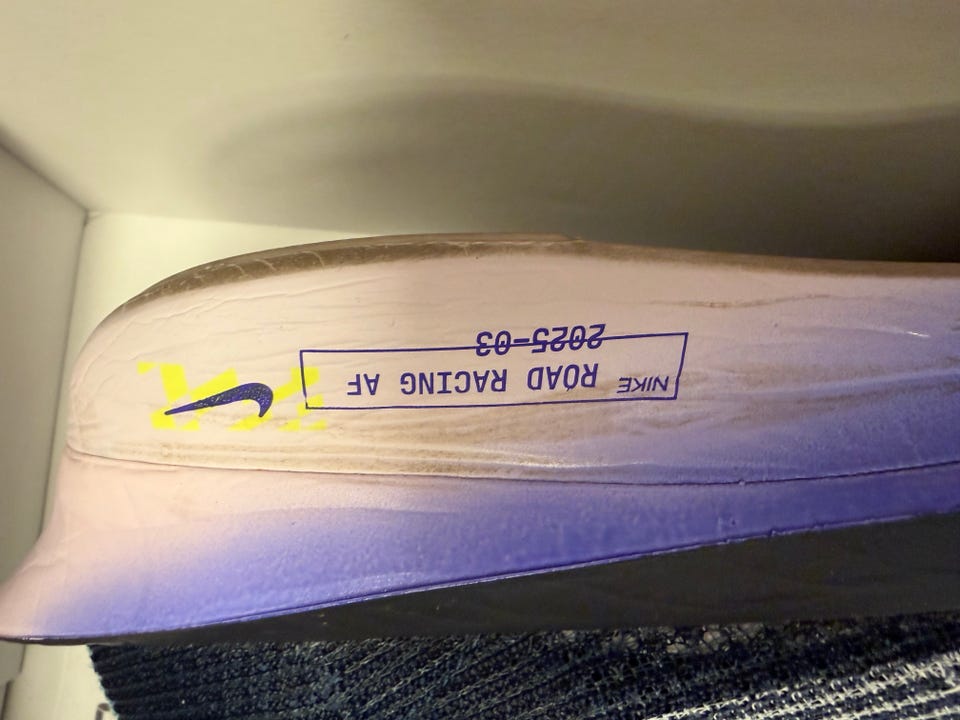 NIKE ROAD RACING AF
2025-03